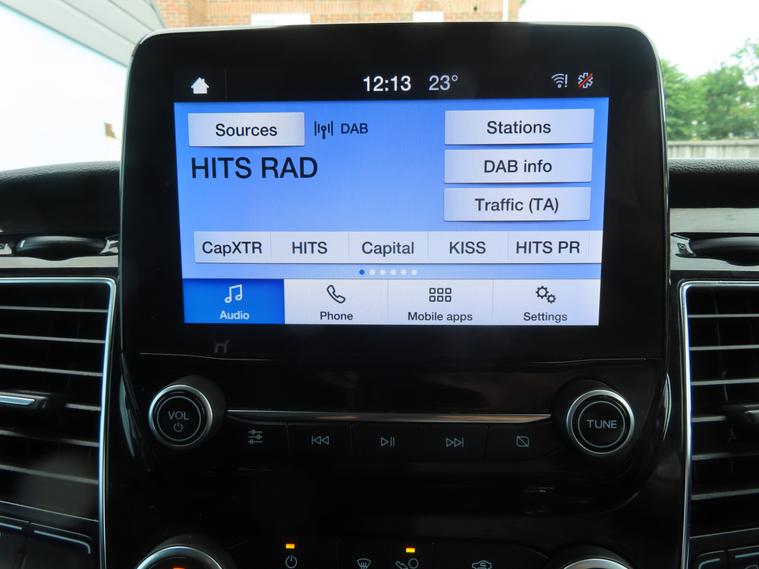 12:13 23°
Sources DAB Stations
HITS RAD
DAB info
Traffic (TA)
CapXTR HITS Capital KISS HITS PR
Audio Phone Mobile apps Settings
VOL
TUNE